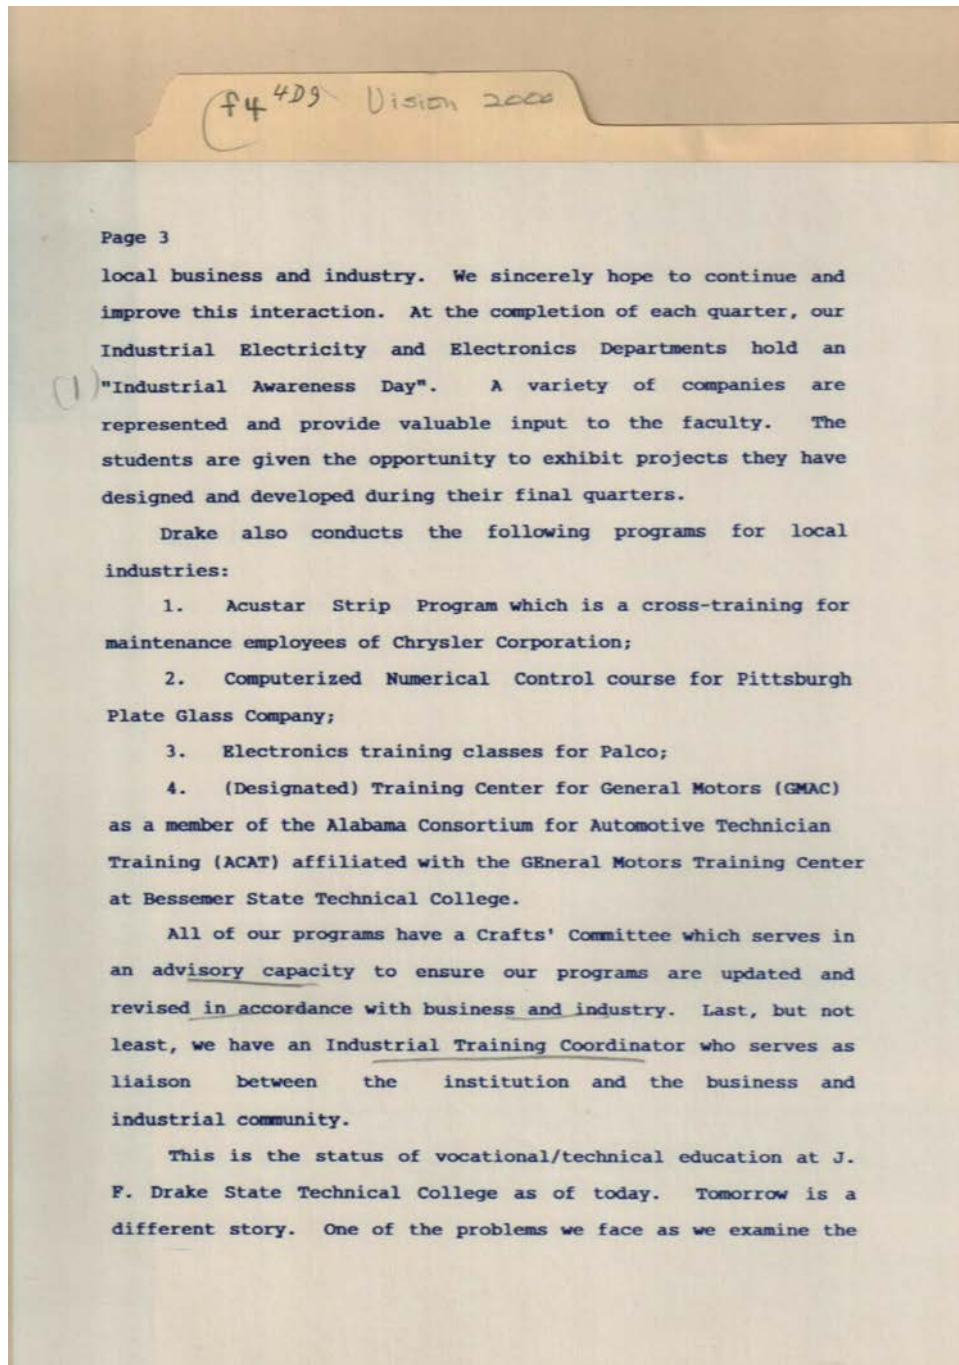 f4 4D9 Vision 2000
Page 3
local business and industry. We sincerely hope to continue and
improve this interaction. At the completion of each quarter, our
Industrial Electricity and Electronics Departments hold an
(1) "Industrial Awareness Day". A variety of companies are
represented and provide valuable input to the faculty. The
students are given the opportunity to exhibit projects they have
designed and developed during their final quarters.
Drake also conducts the following programs for local
industries:
1. Acustar Strip Program which is a cross-training for
maintenance employees of Chrysler Corporation;
2. Computerized Numerical Control course for Pittsburgh
Plate Glass Company;
3. Electronics training classes for Palco;
4. (Designated) Training Center for General Motors (GMAC)
as a member of the Alabama Consortium for Automotive Technician
Training (ACAT) affiliated with the GEneral Motors Training Center
at Bessemer State Technical College.
All of our programs have a Crafts' Committee which serves in
an advisory capacity to ensure our programs are updated and
revised in accordance with business and industry. Last, but not
least, we have an Industrial Training Coordinator who serves as
liaison between the institution and the business and
industrial community.
This is the status of vocational/technical education at J.
F. Drake State Technical College as of today. Tomorrow is a
different story. One of the problems we face as we examine the